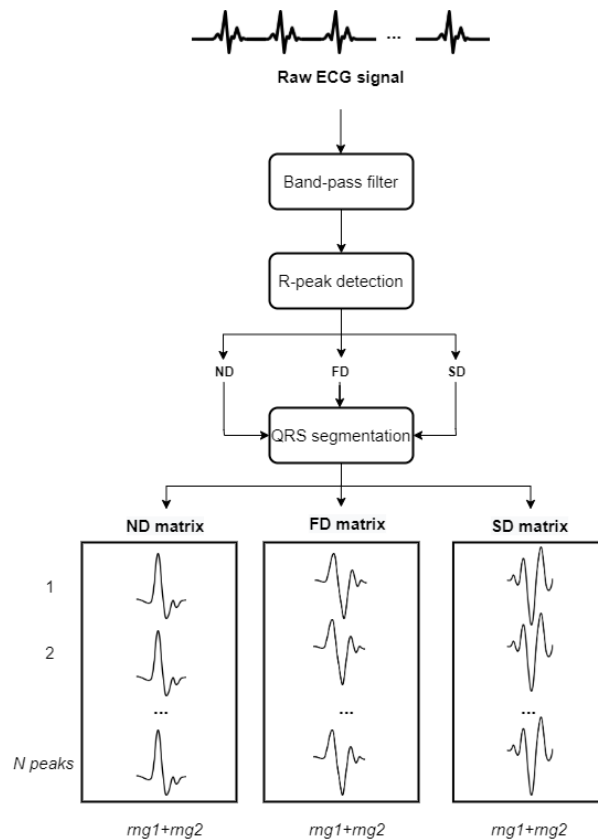 ...
Raw ECG signal
Band-pass filter
R-peak detection
ND FD SD
QRS segmentation
ND matrix FD matrix SD matrix
1
2
... ... ...
N peaks
rng1+rng2 rng1+rng2 rng1+rng2